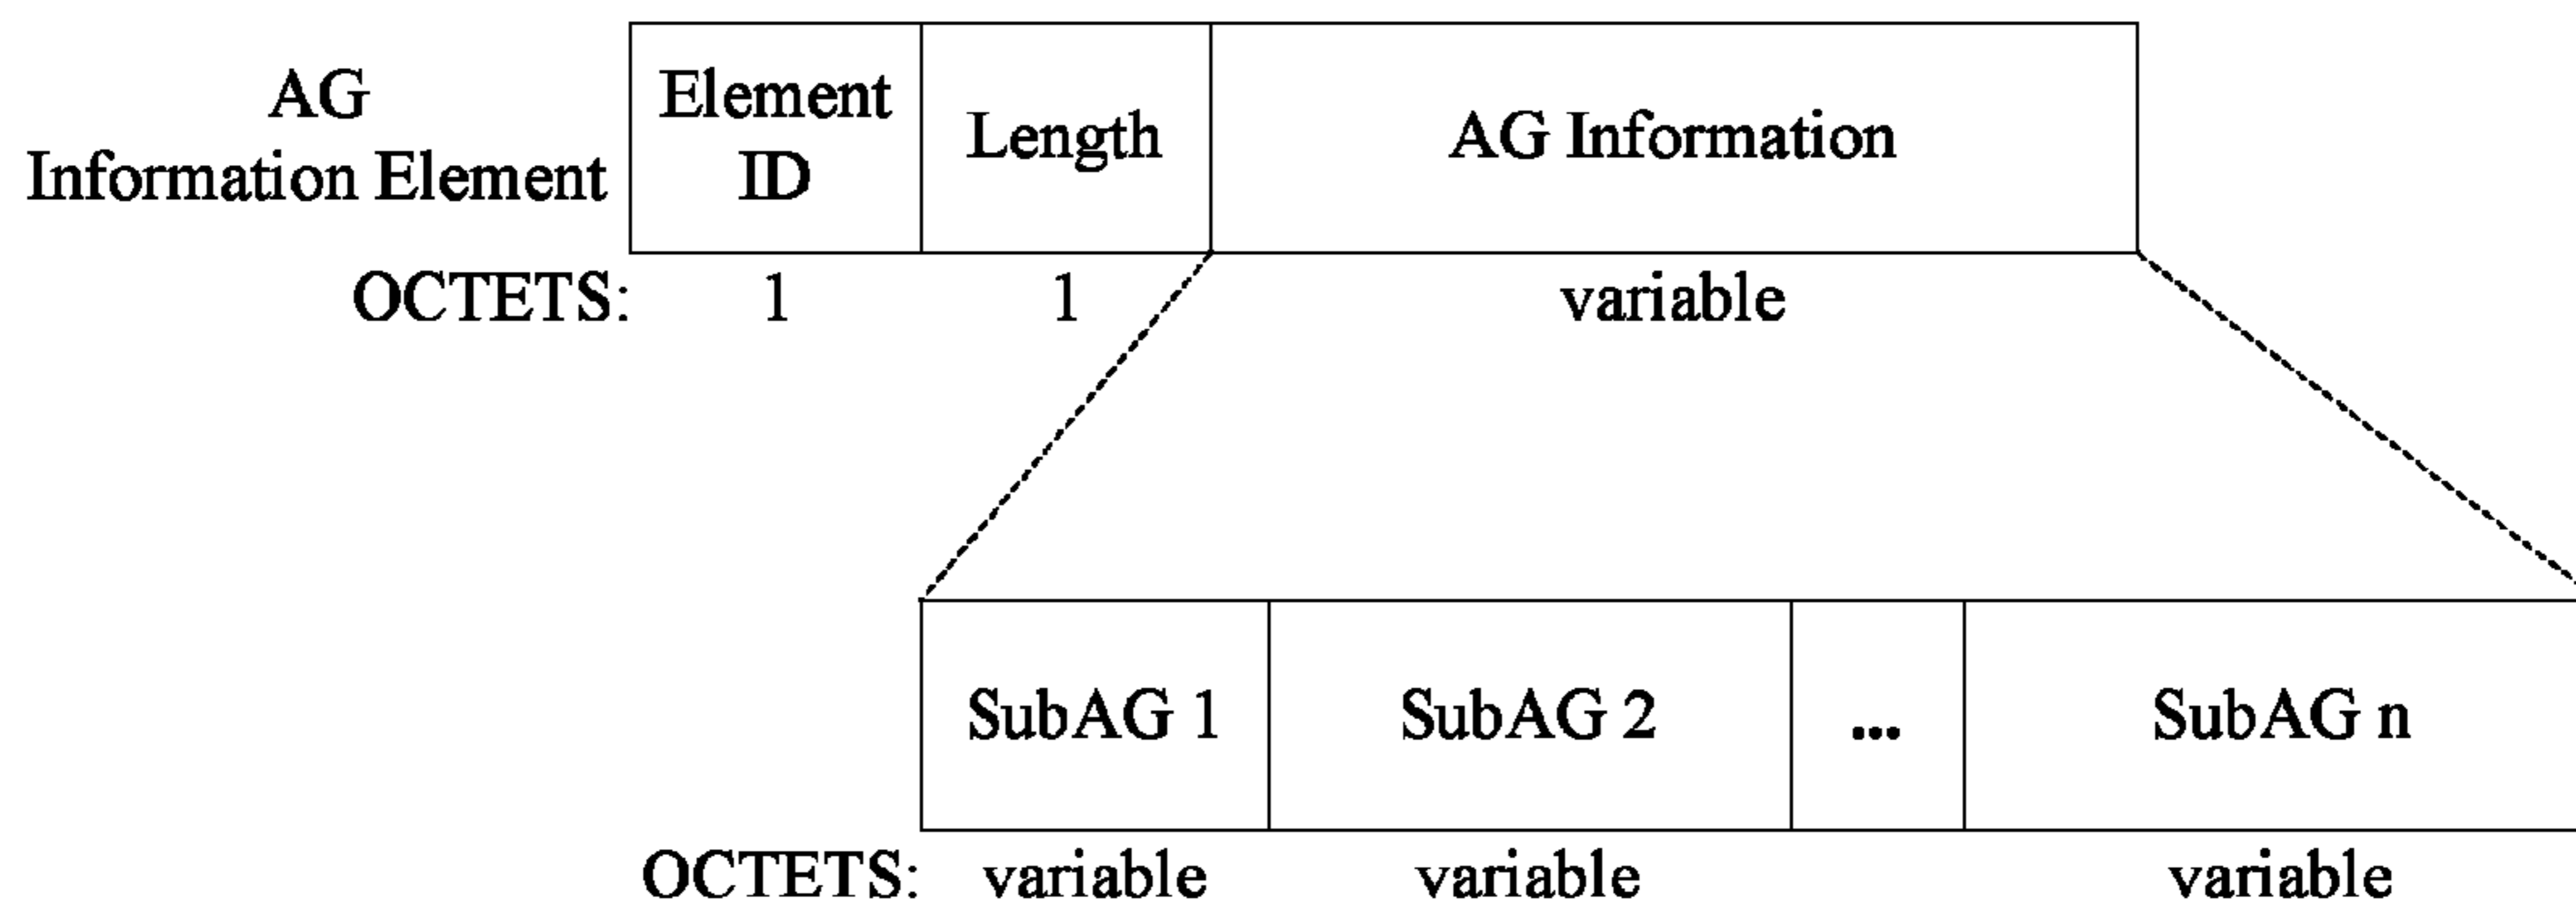 AG
Information Element
Element
ID
Length
AG Information
OCTETS: 1 1 variable
SubAG 1 SubAG 2 ... SubAG n
OCTETS: variable variable variable